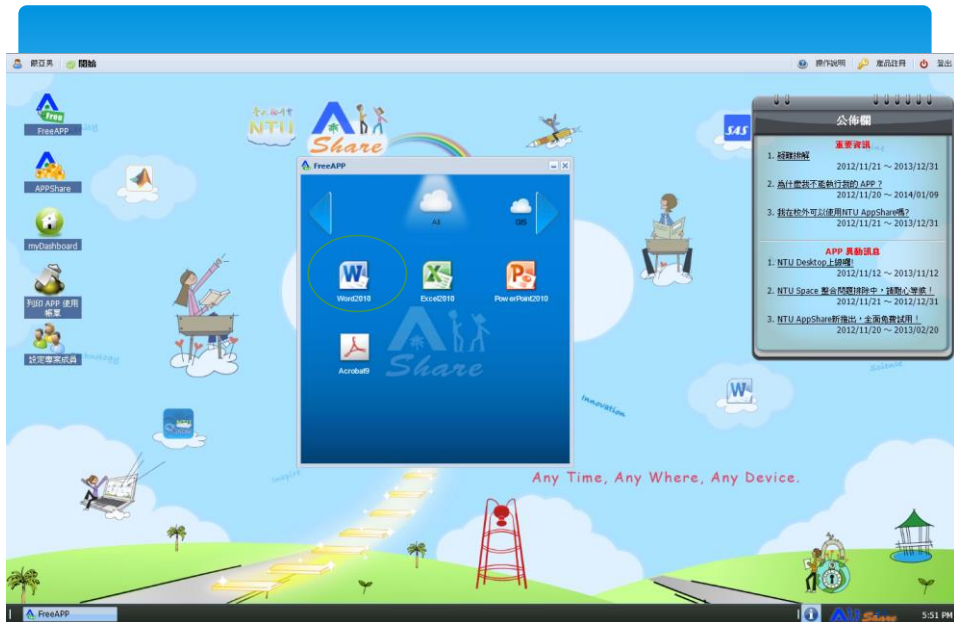 開始
操作說明
產品註冊
登出
FreeAPP
APPShare
myDashboard
列印 APP 使用
帳單
設定專案成員
NTU
Share
SAS
FreeAPP
All
GIS
Word2010
Excel2010
PowerPoint2010
Acrobat9
Share
公佈欄
重要資訊
1. 疑難排解
2012/11/21 ~ 2013/12/31
2. 為什麼我不能執行我的 APP ?
2012/11/20 ~ 2014/01/09
3. 我在校外可以使用NTU AppShare嗎?
2012/11/21 ~ 2013/12/31
APP 異動訊息
1. NTU Desktop上線囉!
2012/11/12 ~ 2013/11/12
2. NTU Space 整合問題排除中，請耐心等候！
2012/11/21 ~ 2012/12/31
3. NTU AppShare新推出，全面免費試用！
2012/11/20 ~ 2013/02/20
Science
Innovation
Inspire
Any Time, Any Where, Any Device.
FreeAPP
Share
5:51 PM